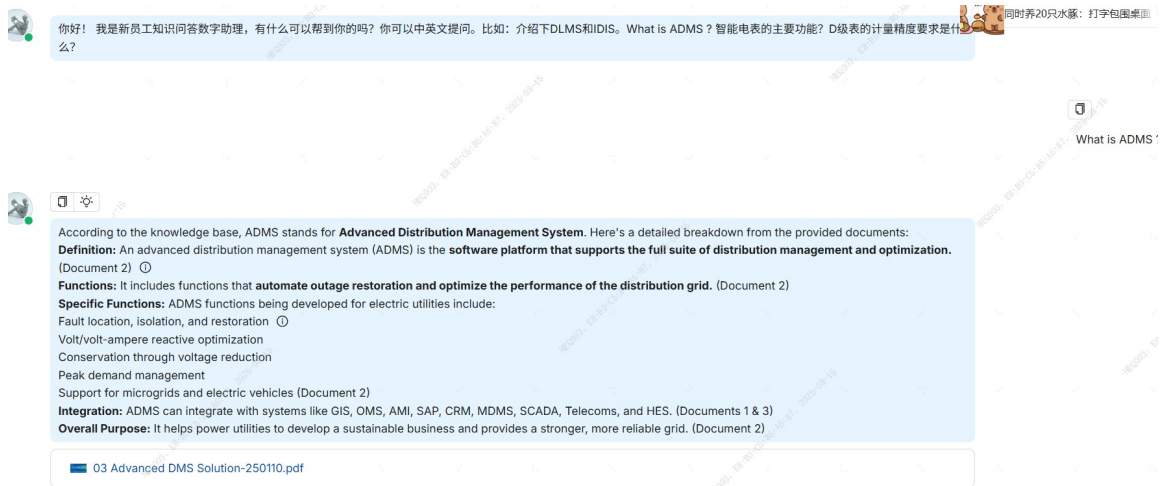 同时养20只水豚：打字包围桌面
你好！ 我是新员工知识问答数字助理，有什么可以帮到你的吗？你可以中英文提问。比如：介绍下DLMS和IDIS。What is ADMS？智能电表的主要功能？D级表的计量精度要求是什
么？
What is ADMS？
According to the knowledge base, ADMS stands for Advanced Distribution Management System. Here's a detailed breakdown from the provided documents:
Definition: An advanced distribution management system (ADMS) is the software platform that supports the full suite of distribution management and optimization.
(Document 2)
Functions: It includes functions that automate outage restoration and optimize the performance of the distribution grid. (Document 2)
Specific Functions: ADMS functions being developed for electric utilities include:
Fault location, isolation, and restoration
Volt/volt-ampere reactive optimization
Conservation through voltage reduction
Peak demand management
Support for microgrids and electric vehicles (Document 2)
Integration: ADMS can integrate with systems like GIS, OMS, AMI, SAP, CRM, MDMS, SCADA, Telecoms, and HES. (Documents 1 & 3)
Overall Purpose: It helps power utilities to develop a sustainable business and provides a stronger, more reliable grid. (Document 2)
03 Advanced DMS Solution-250110.pdf